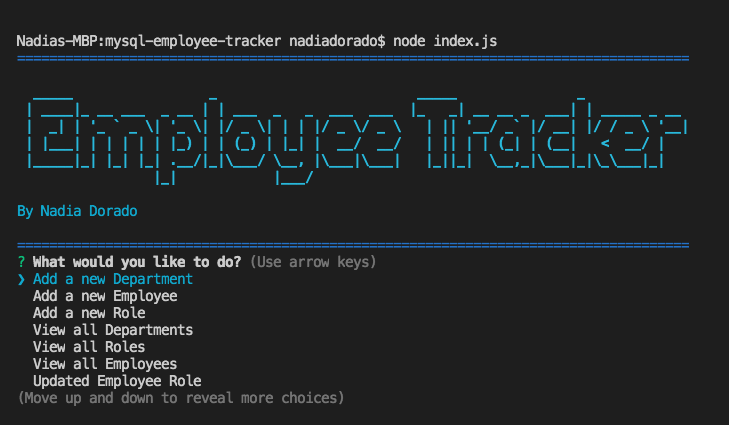 Nadias-MBP:mysql-employee-tracker nadiadorado$ node index.js
Employee Tracker
By Nadia Dorado
? What would you like to do? (Use arrow keys)
❯ Add a new Department
Add a new Employee
Add a new Role
View all Departments
View all Roles
View all Employees
Updated Employee Role
(Move up and down to reveal more choices)